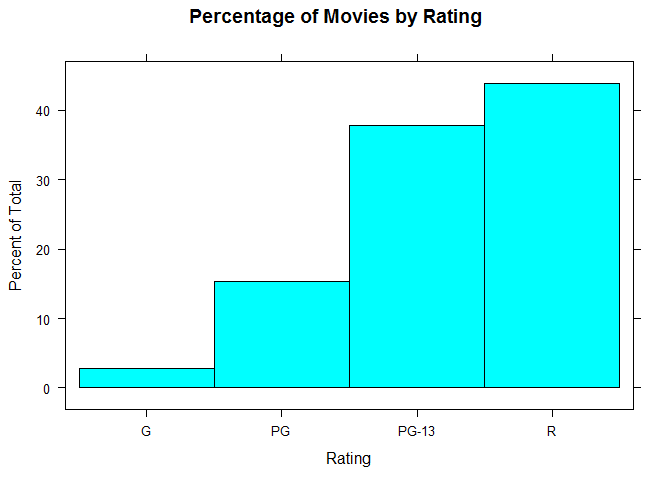 Percentage of Movies by Rating
Percent of Total
40
30
20
10
0
G PG PG-13 R
Rating